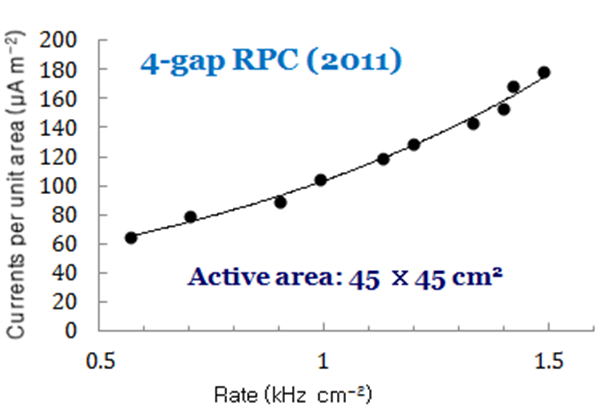 4-gap RPC (2011)
Currents per unit area (μA m⁻²)
200
180
160
140
120
100
80
60
40
20
0
Active area: 45 x 45 cm²
0.5 1 1.5
Rate (kHz cm⁻²)